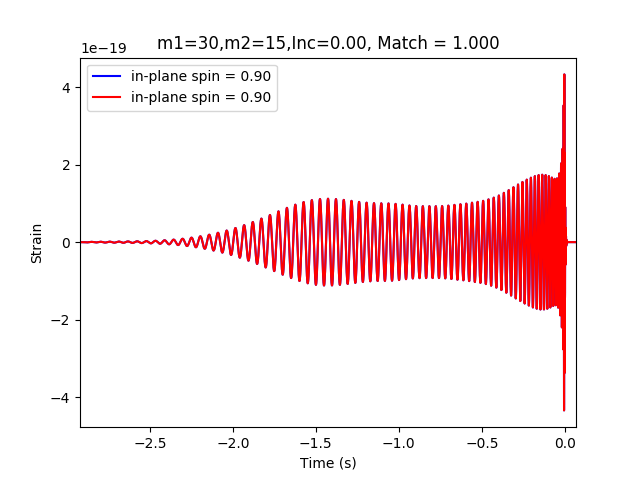 m1=30,m2=15,Inc=0.00, Match = 1.000
1e−19
in-plane spin = 0.90
in-plane spin = 0.90
4
2
0
−2
−4
Strain
−2.5 −2.0 −1.5 −1.0 −0.5 0.0
Time (s)